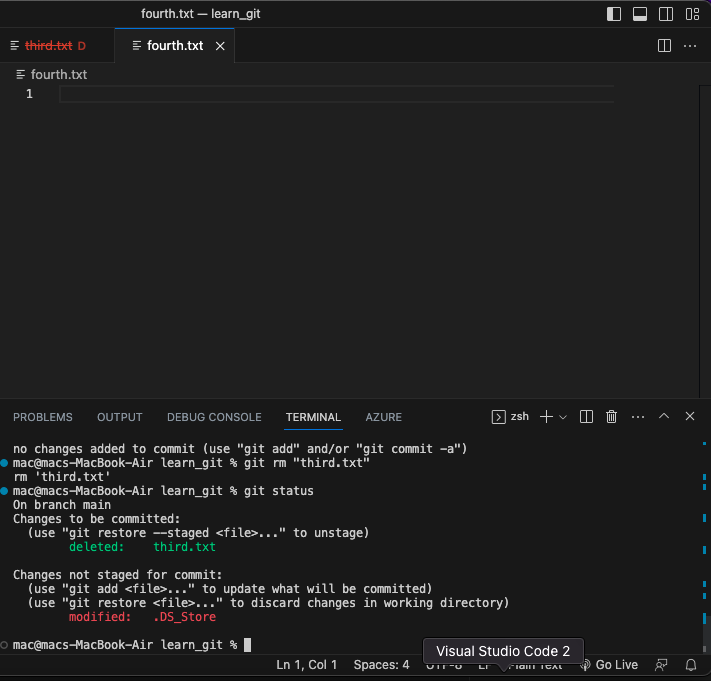 fourth.txt — learn_git
third.txt D
fourth.txt
fourth.txt
1
PROBLEMS OUTPUT DEBUG CONSOLE TERMINAL AZURE
zsh
no changes added to commit (use "git add" and/or "git commit -a")
mac@macs-MacBook-Air learn_git % git rm "third.txt"
rm 'third.txt'
mac@macs-MacBook-Air learn_git % git status
On branch main
Changes to be committed:
(use "git restore --staged <file>..." to unstage)
deleted: third.txt
Changes not staged for commit:
(use "git add <file>..." to update what will be committed)
(use "git restore <file>..." to discard changes in working directory)
modified: .DS_Store
mac@macs-MacBook-Air learn_git %
Visual Studio Code 2
Ln 1, Col 1 Spaces: 4 UTF-8 LF Plain Text Go Live